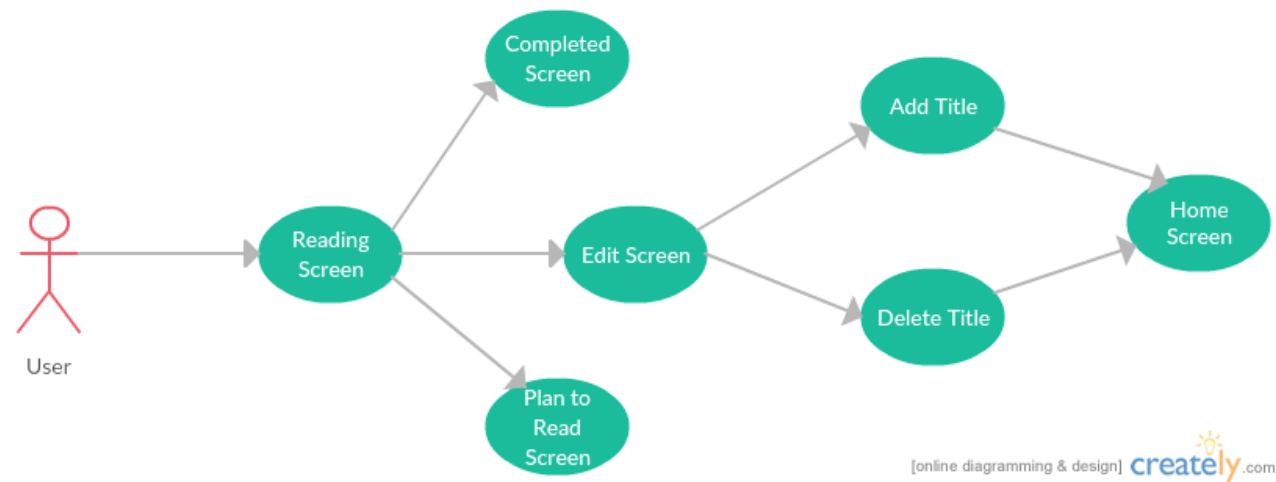 Completed
Screen
Add Title
Home
Screen
Reading
Screen
Edit Screen
Delete Title
User
Plan to
Read
Screen
[online diagramming & design] creately.com